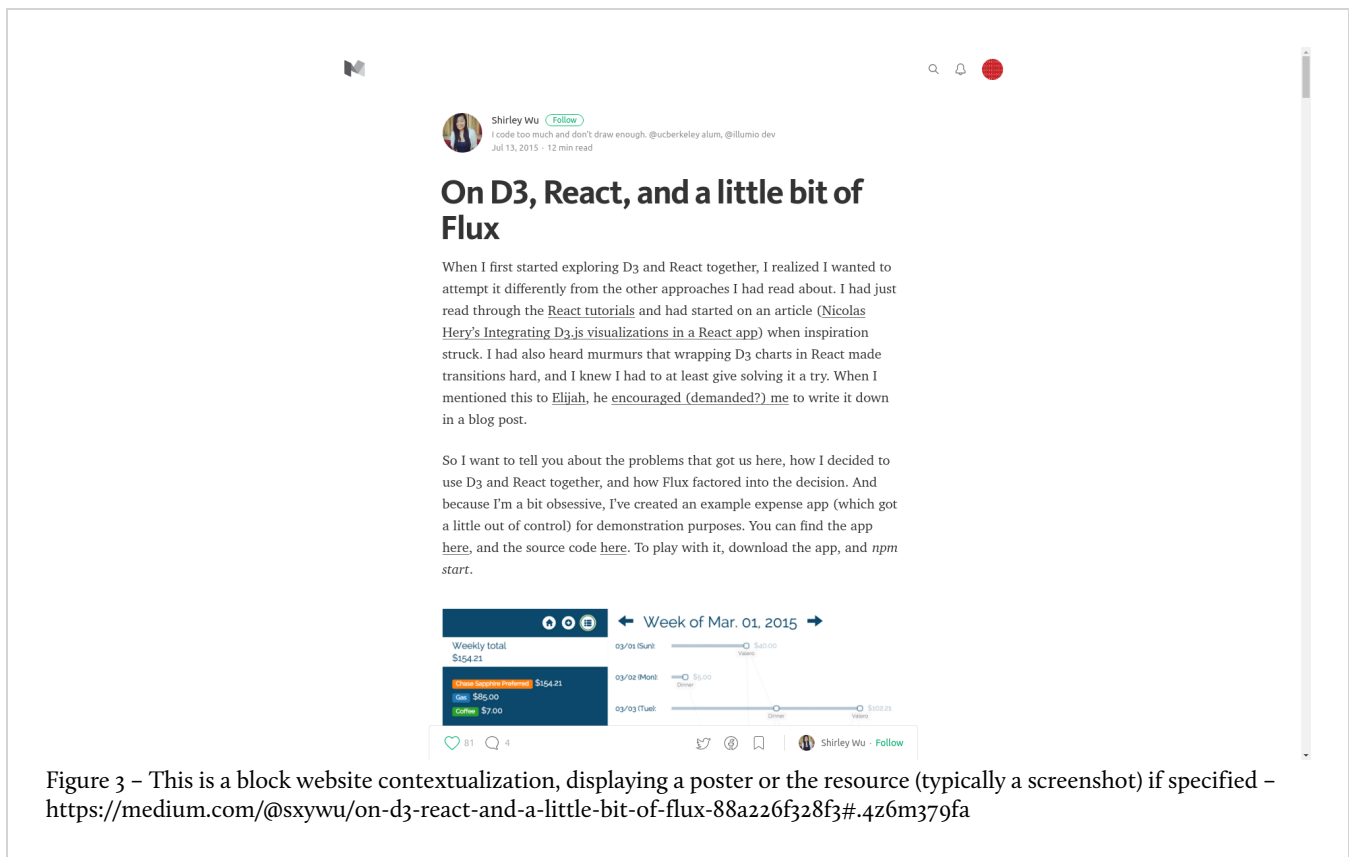 Shirley Wu Follow
I code too much and don't draw enough. @ucberkeley alum, @illumio dev
Jul 13, 2015 · 12 min read
On D3, React, and a little bit of
Flux
When I first started exploring D3 and React together, I realized I wanted to
attempt it differently from the other approaches I had read about. I had just
read through the React tutorials and had started on an article (Nicolas
Hery's Integrating D3.js visualizations in a React app) when inspiration
struck. I had also heard murmurs that wrapping D3 charts in React made
transitions hard, and I knew I had to at least give solving it a try. When I
mentioned this to Elijah, he encouraged (demanded?) me to write it down
in a blog post.
So I want to tell you about the problems that got us here, how I decided to
use D3 and React together, and how Flux factored into the decision. And
because I'm a bit obsessive, I've created an example expense app (which got
a little out of control) for demonstration purposes. You can find the app
here, and the source code here. To play with it, download the app, and npm
start.
Week of Mar. 01, 2015
Weekly total
$154.21
Chase Sapphire Preferred $154.21
Gas $85.00
Coffee $7.00
03/01 (Sun): $40.00
Valero
03/02 (Mon): $5.00
Dinner
03/03 (Tue): $102.21
Dinner Valero
81 4 Shirley Wu · Follow
Figure 3 – This is a block website contextualization, displaying a poster or the resource (typically a screenshot) if specified –
https://medium.com/@sxywu/on-d3-react-and-a-little-bit-of-flux-88a226f328f3#.4z6m379fa